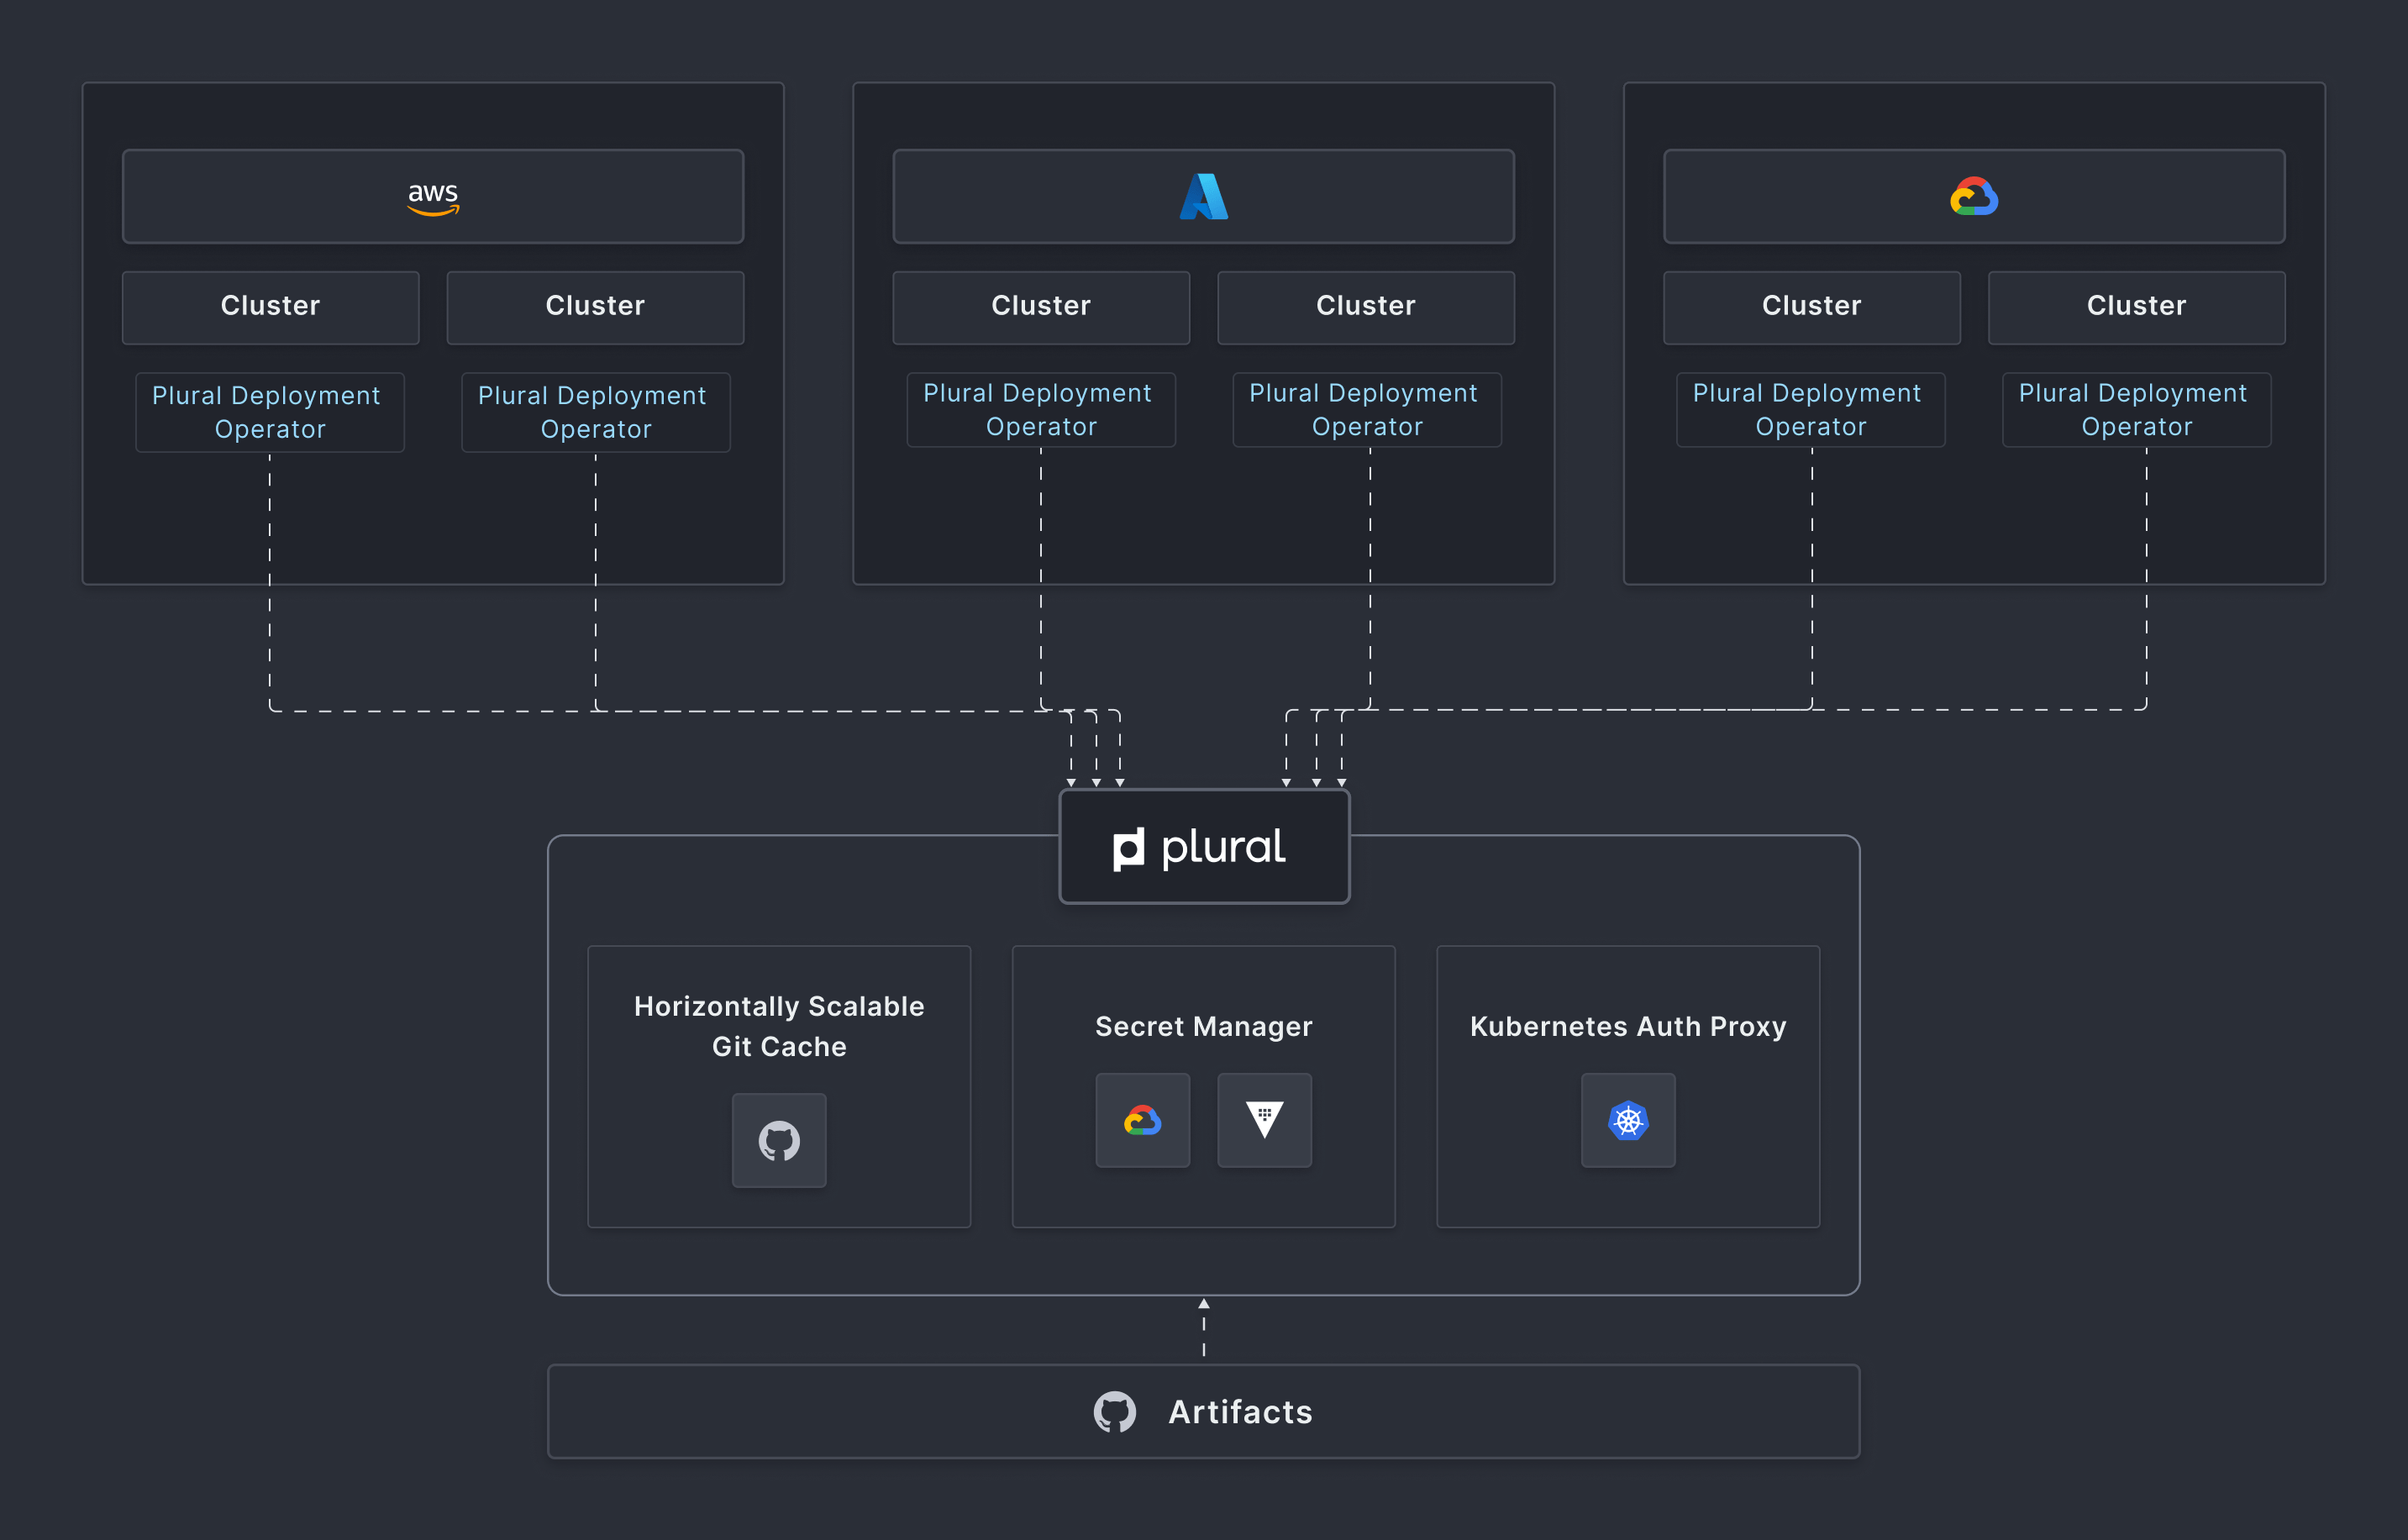 aws
Cluster
Cluster
Plural Deployment
Operator
Plural Deployment
Operator
Cluster
Cluster
Plural Deployment
Operator
Plural Deployment
Operator
Cluster
Cluster
Plural Deployment
Operator
Plural Deployment
Operator
plural
Horizontally Scalable
Git Cache
Secret Manager
Kubernetes Auth Proxy
Artifacts